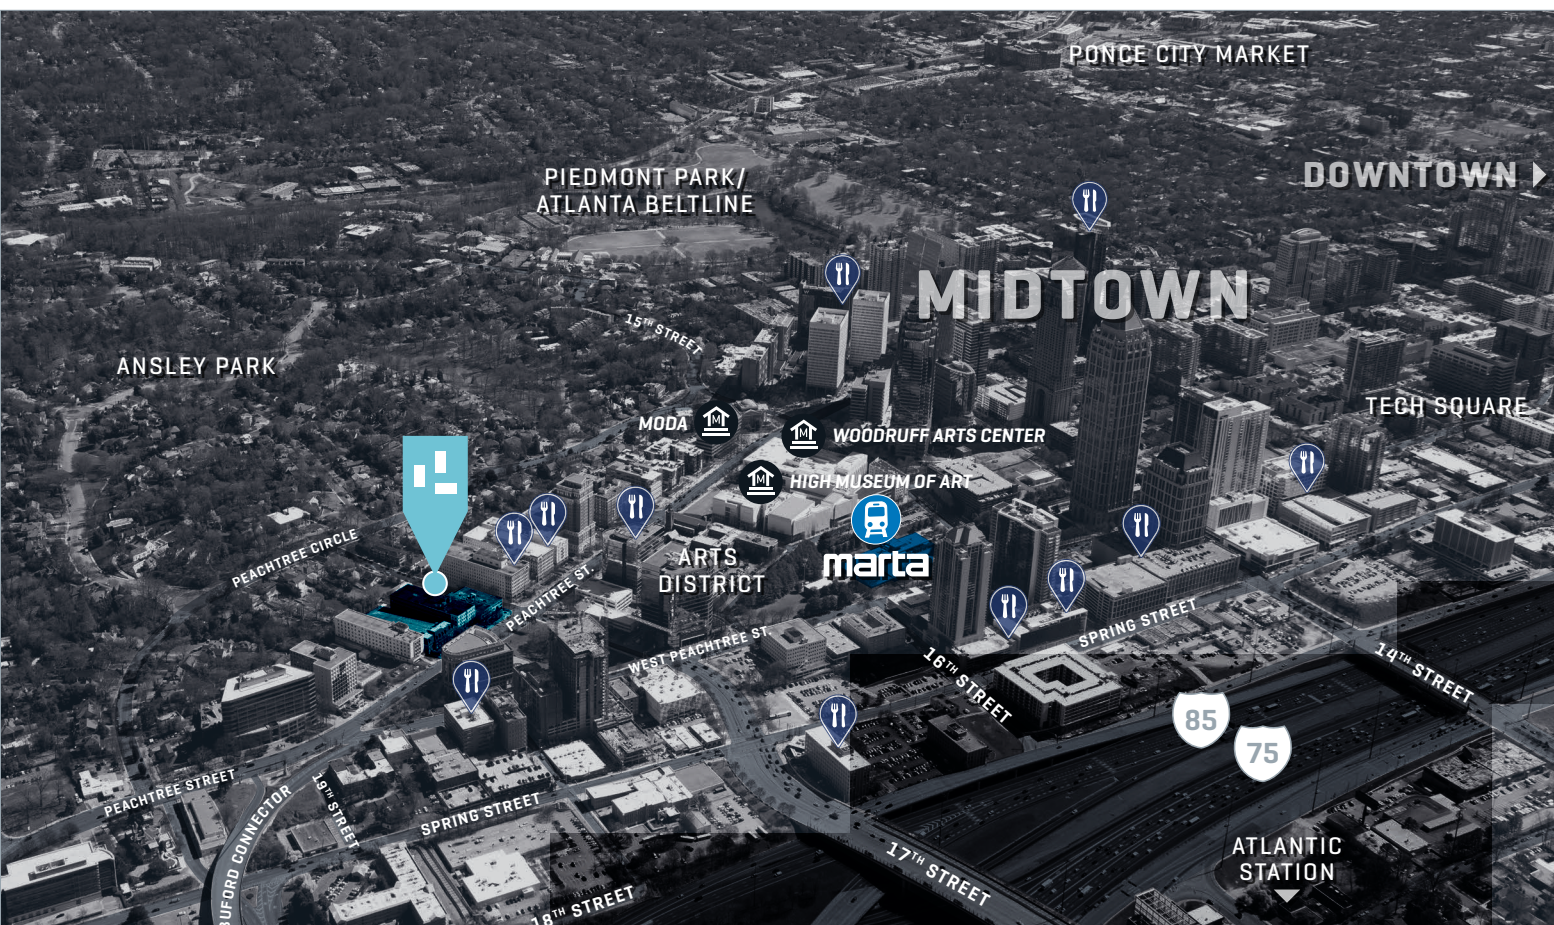 PONCE CITY MARKET
PIEDMONT PARK/
ATLANTA BELTLINE
DOWNTOWN
MIDTOWN
15TH STREET
ANSLEY PARK
TECH SQUARE
MODA
M
M
WOODRUFF ARTS CENTER
M
HIGH MUSEUM OF ART
PEACHTREE CIRCLE
ARTS
DISTRICT
marta
PEACHTREE ST.
WEST PEACHTREE ST.
SPRING STREET
16TH STREET
14TH STREET
85
75
PEACHTREE STREET
BUFORD CONNECTOR
19TH STREET
SPRING STREET
17TH STREET
ATLANTIC
STATION
18TH STREET